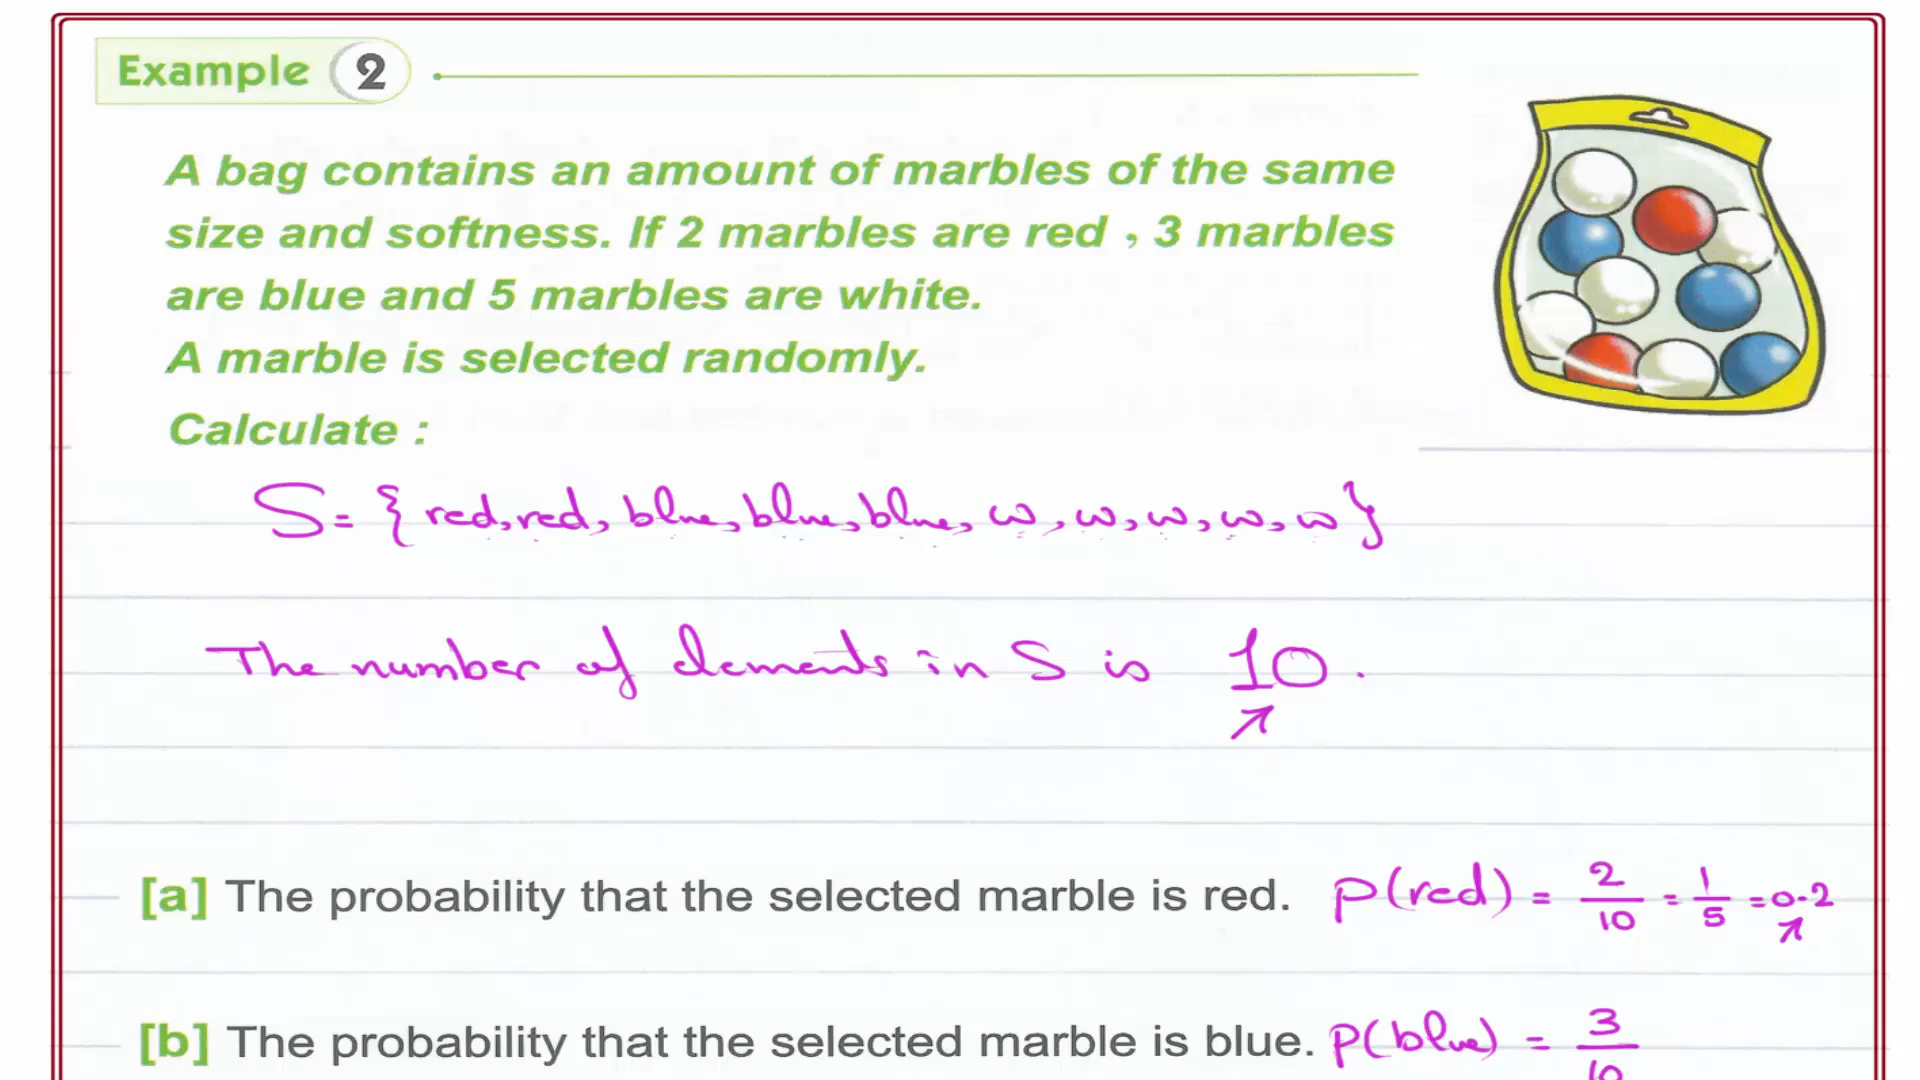 Example 2
A bag contains an amount of marbles of the same
size and softness. If 2 marbles are red , 3 marbles
are blue and 5 marbles are white.
A marble is selected randomly.
Calculate :
S = { red, red, blue, blue, blue, w, w, w, w, w }
The number of elements in S is 10.
[a] The probability that the selected marble is red. P(red) = 2/10 = 1/5 = 0.2
[b] The probability that the selected marble is blue. P(blue) = 3/10